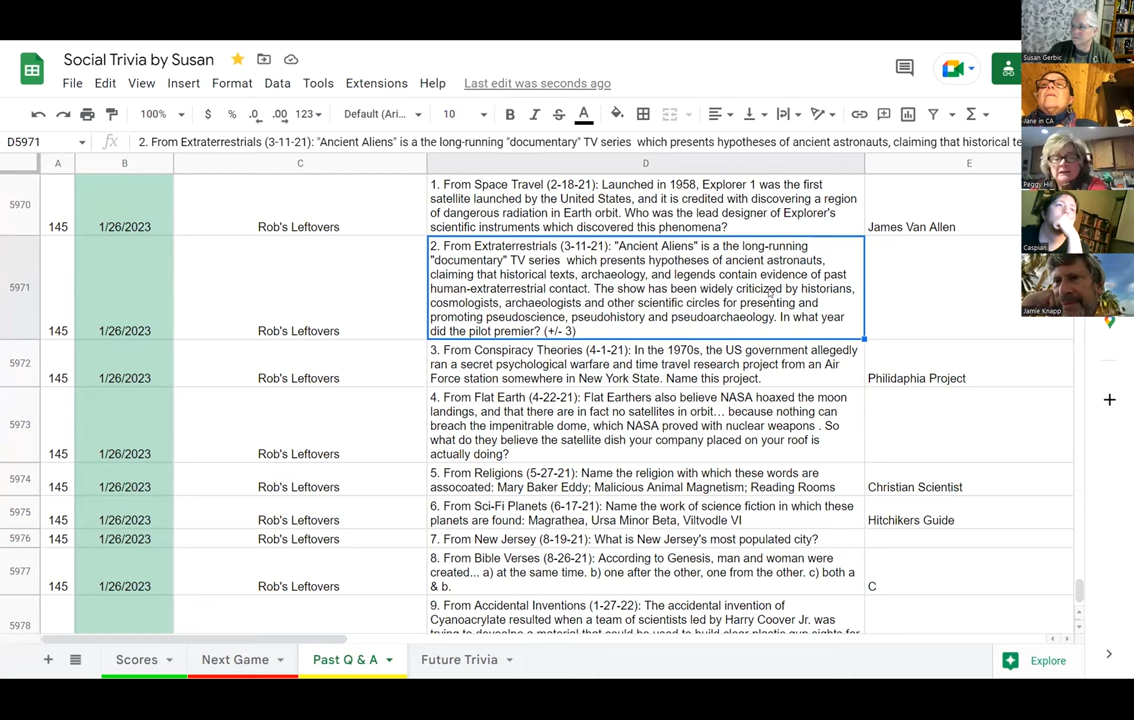 Social Trivia by Susan
File Edit View Insert Format Data Tools Extensions Help Last edit was seconds ago
100% $ % .0 .00 123 Default (Ari... 10 B I S A
D5971 fx 2. From Extraterrestrials (3-11-21): "Ancient Aliens" is a the long-running "documentary" TV series which presents hypotheses of ancient astronauts, claiming that historical te
A B C D E
5970 145 1/26/2023 Rob's Leftovers
1. From Space Travel (2-18-21): Launched in 1958, Explorer 1 was the first
satellite launched by the United States, and it is credited with discovering a region
of dangerous radiation in Earth orbit. Who was the lead designer of Explorer's
scientific instruments which discovered this phenomena?
James Van Allen
5971 145 1/26/2023 Rob's Leftovers
2. From Extraterrestrials (3-11-21): "Ancient Aliens" is a the long-running
"documentary" TV series which presents hypotheses of ancient astronauts,
claiming that historical texts, archaeology, and legends contain evidence of past
human-extraterrestrial contact. The show has been widely criticized by historians,
cosmologists, archaeologists and other scientific circles for presenting and
promoting pseudoscience, pseudohistory and pseudoarchaeology. In what year
did the pilot premier? (+/- 3)
5972 145 1/26/2023 Rob's Leftovers
3. From Conspiracy Theories (4-1-21): In the 1970s, the US government allegedly
ran a secret psychological warfare and time travel research project from an Air
Force station somewhere in New York State. Name this project.
Philidaphia Project
5973 145 1/26/2023 Rob's Leftovers
4. From Flat Earth (4-22-21): Flat Earthers also believe NASA hoaxed the moon
landings, and that there are in fact no satellites in orbit… because nothing can
breach the impenitrable dome, which NASA proved with nuclear weapons . So
what do they believe the satellite dish your company placed on your roof is
actually doing?
5974 145 1/26/2023 Rob's Leftovers
5. From Religions (5-27-21): Name the religion with which these words are
assocoated: Mary Baker Eddy; Malicious Animal Magnetism; Reading Rooms
Christian Scientist
5975 145 1/26/2023 Rob's Leftovers
6. From Sci-Fi Planets (6-17-21): Name the work of science fiction in which these
planets are found: Magrathea, Ursa Minor Beta, Viltvodle VI
Hitchikers Guide
5976 145 1/26/2023 Rob's Leftovers
7. From New Jersey (8-19-21): What is New Jersey's most populated city?
5977 145 1/26/2023 Rob's Leftovers
8. From Bible Verses (8-26-21): According to Genesis, man and woman were
created... a) at the same time. b) one after the other, one from the other. c) both a
& b.
C
5978
9. From Accidental Inventions (1-27-22): The accidental invention of
Cyanoacrylate resulted when a team of scientists led by Harry Coover Jr. was
trying to develope a material that could be used to build clear plastic gun sights for
Scores Next Game Past Q & A Future Trivia Explore
Susan Gerbic
Jane in CA
Peggy Hill
Caspian
Jamie Knapp